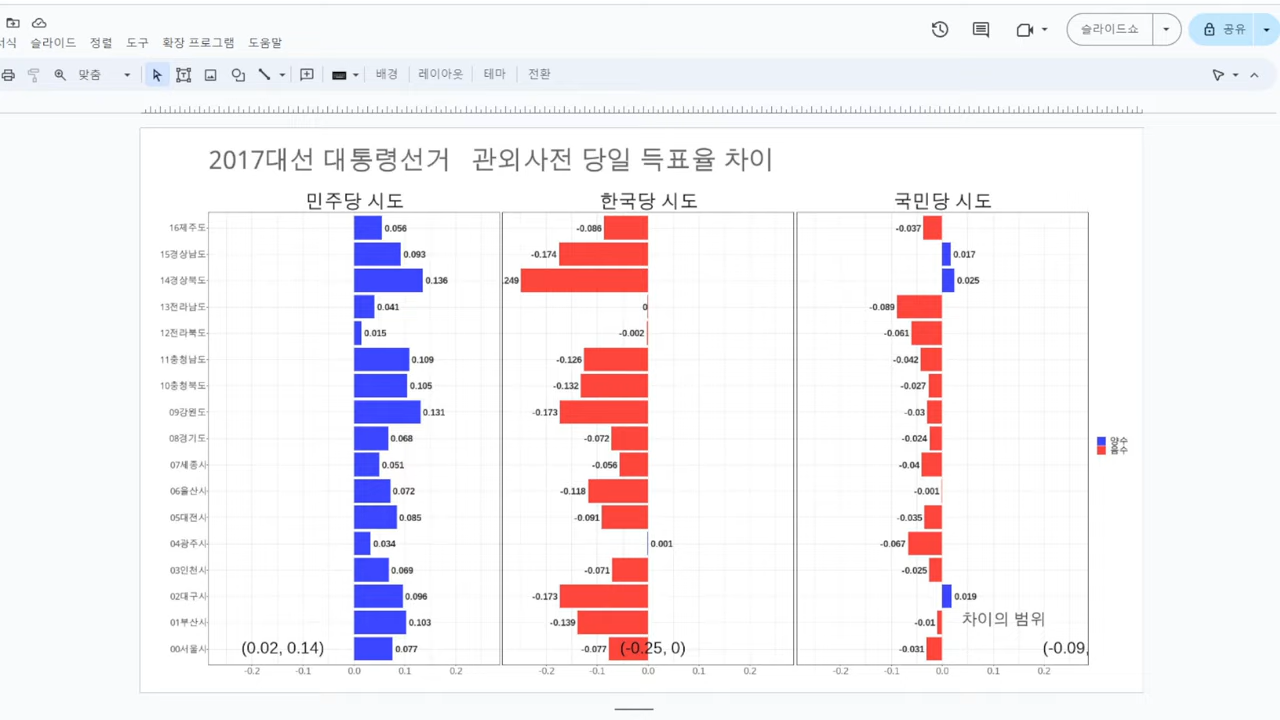 서식 슬라이드 정렬 도구 확장 프로그램 도움말
슬라이드쇼
공유
맞춤
배경 레이아웃 테마 전환
2017대선 대통령선거 관외사전 당일 득표율 차이
민주당 시도 한국당 시도 국민당 시도
16제주도 0.056 -0.086 -0.037
15경상남도 0.093 -0.174 0.017
14경상북도 0.136 .249 0.025
13전라남도 0.041 0 -0.089
12전라북도 0.015 -0.002 -0.061
11충청남도 0.109 -0.126 -0.042
10충청북도 0.105 -0.132 -0.027
09강원도 0.131 -0.173 -0.03
08경기도 0.068 -0.072 -0.024
07세종시 0.051 -0.056 -0.04
06울산시 0.072 -0.118 -0.001
05대전시 0.085 -0.091 -0.035
04광주시 0.034 0.001 -0.067
03인천시 0.069 -0.071 -0.025
02대구시 0.096 -0.173 0.019
01부산시 0.103 -0.139 -0.01
차이의 범위
00서울시 0.077 -0.077 -0.031
(0.02, 0.14) (-0.25, 0) (-0.09,
-0.2 -0.1 0.0 0.1 0.2 -0.2 -0.1 0.0 0.1 0.2 -0.2 -0.1 0.0 0.1 0.2
양수
음수